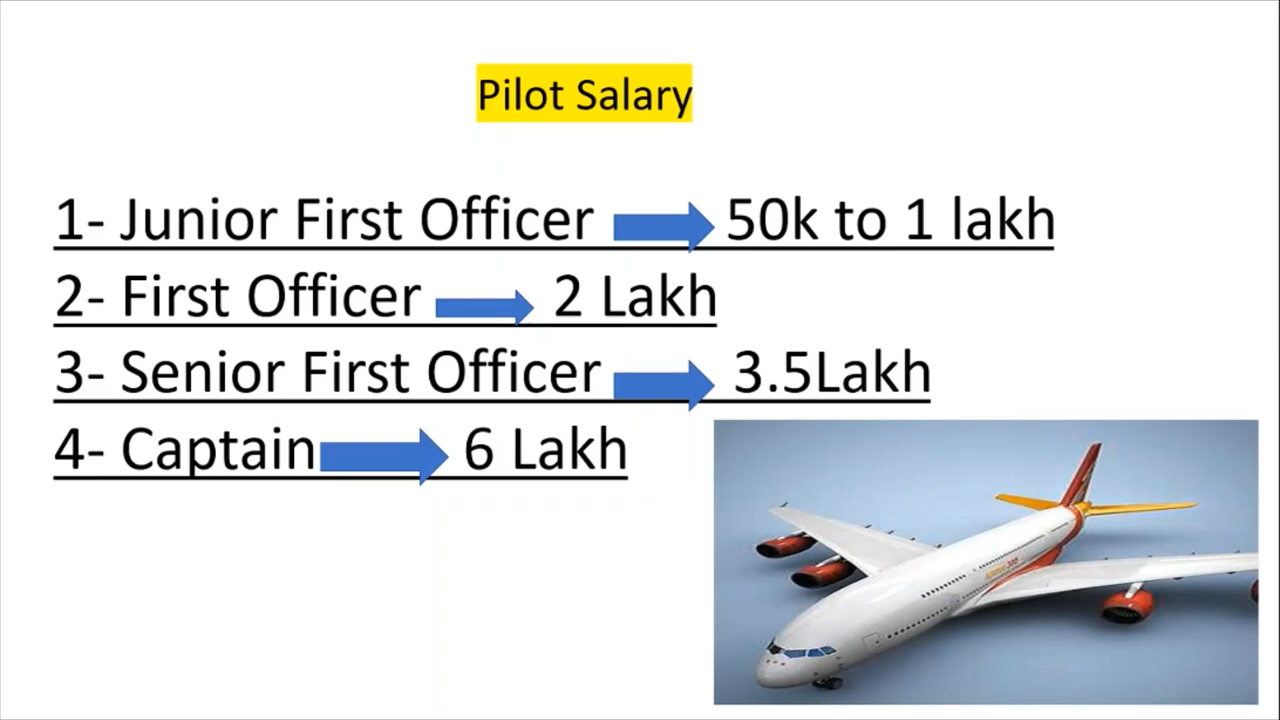 Pilot Salary
1- Junior First Officer 50k to 1 lakh
2- First Officer 2 Lakh
3- Senior First Officer 3.5Lakh
4- Captain 6 Lakh